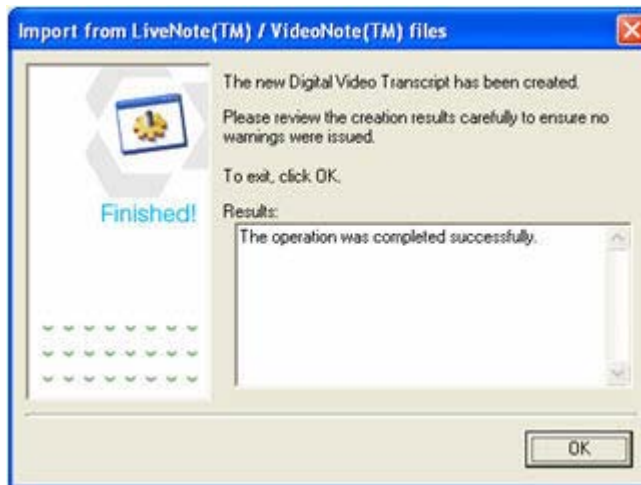 Import from LiveNote(TM) / VideoNote(TM) files
The new Digital Video Transcript has been created.
Please review the creation results carefully to ensure no
warnings were issued.
To exit, click OK.
Finished!
Results:
The operation was completed successfully.
OK